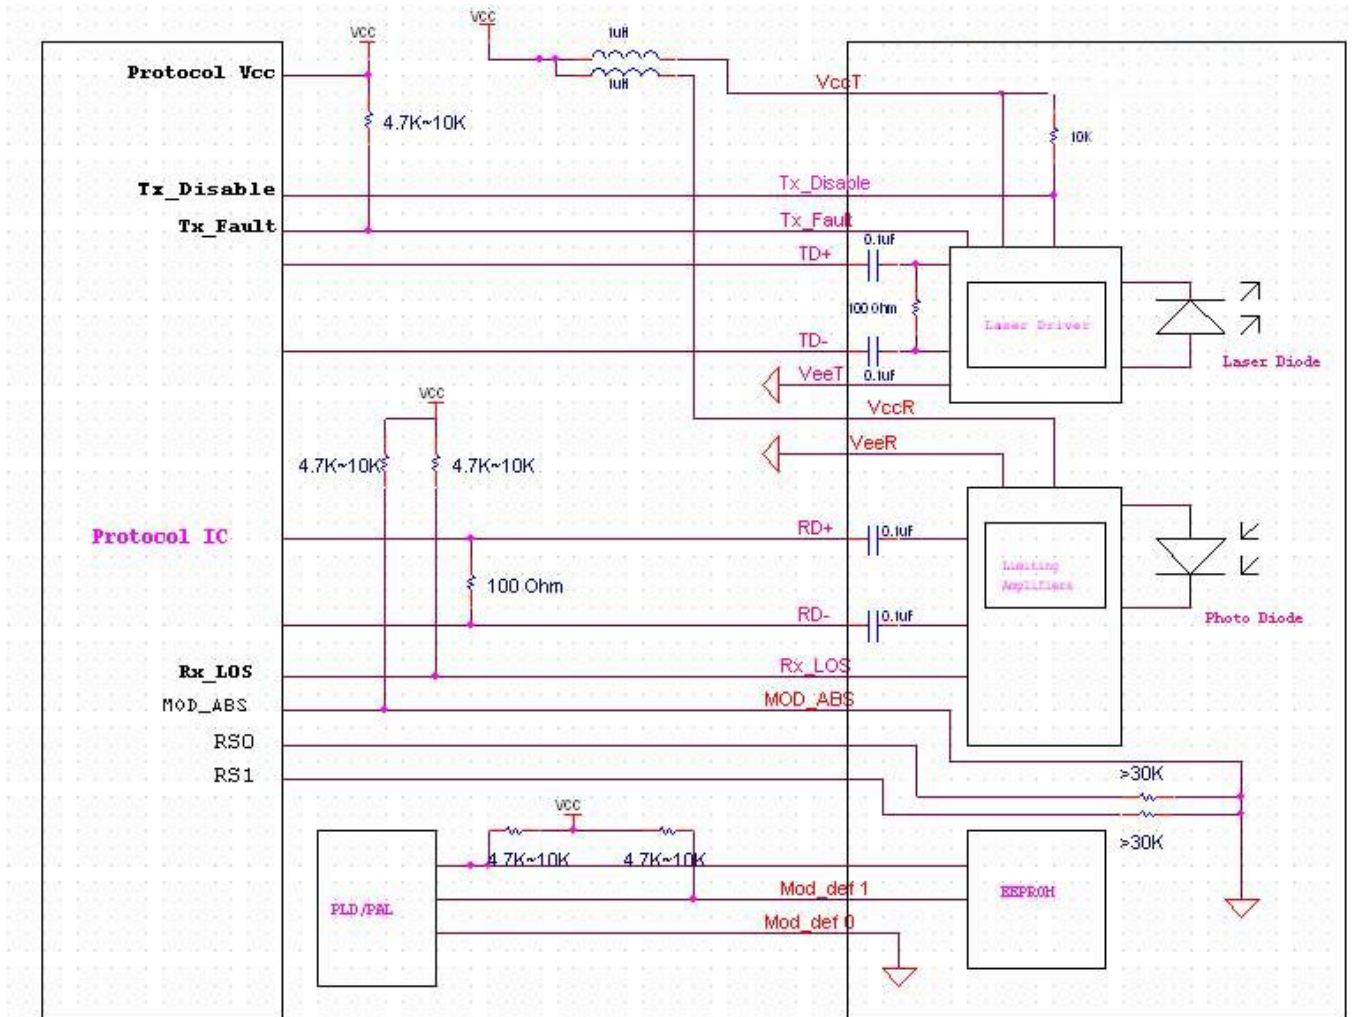 VCC
1uH
VCC
Protocol Vcc
1uH
VccT
4.7K~10K
10K
Tx_Disable
Tx_Disable
Tx_Fault
Tx_Fault
0.1uF
TD+
100 Ohm
Laser Driver
TD-
Laser Diode
VeeT
0.1uF
VCC
VccR
VeeR
4.7K~10K
4.7K~10K
Protocol IC
RD+
0.1uF
Limiting
Amplifiers
100 Ohm
RD-
0.1uF
Photo Diode
Rx_LOS
Rx_LOS
MOD_ABS
MOD_ABS
RS0
RS1
>30K
VCC
>30K
4.7K~10K
4.7K~10K
Mod_def 1
EEPROM
PLD/PAL
Mod_def 0